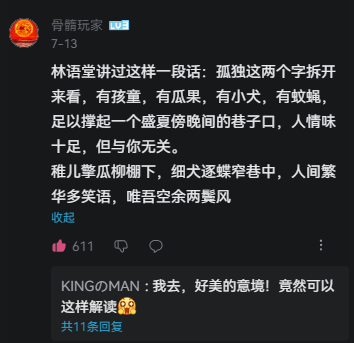 骨髓玩家 LV3
7-13
林语堂讲过这样一段话：孤独这两个字拆开
来看，有孩童，有瓜果，有小犬，有蚊蝇，
足以撑起一个盛夏傍晚间的巷子口，人情味
十足，但与你无关。
稚儿擎瓜柳棚下，细犬逐蝶窄巷中，人间繁
华多笑语，唯吾空余两鬓风
收起
611
KINGのMAN：我去，好美的意境！竟然可以
这样解读
共11条回复